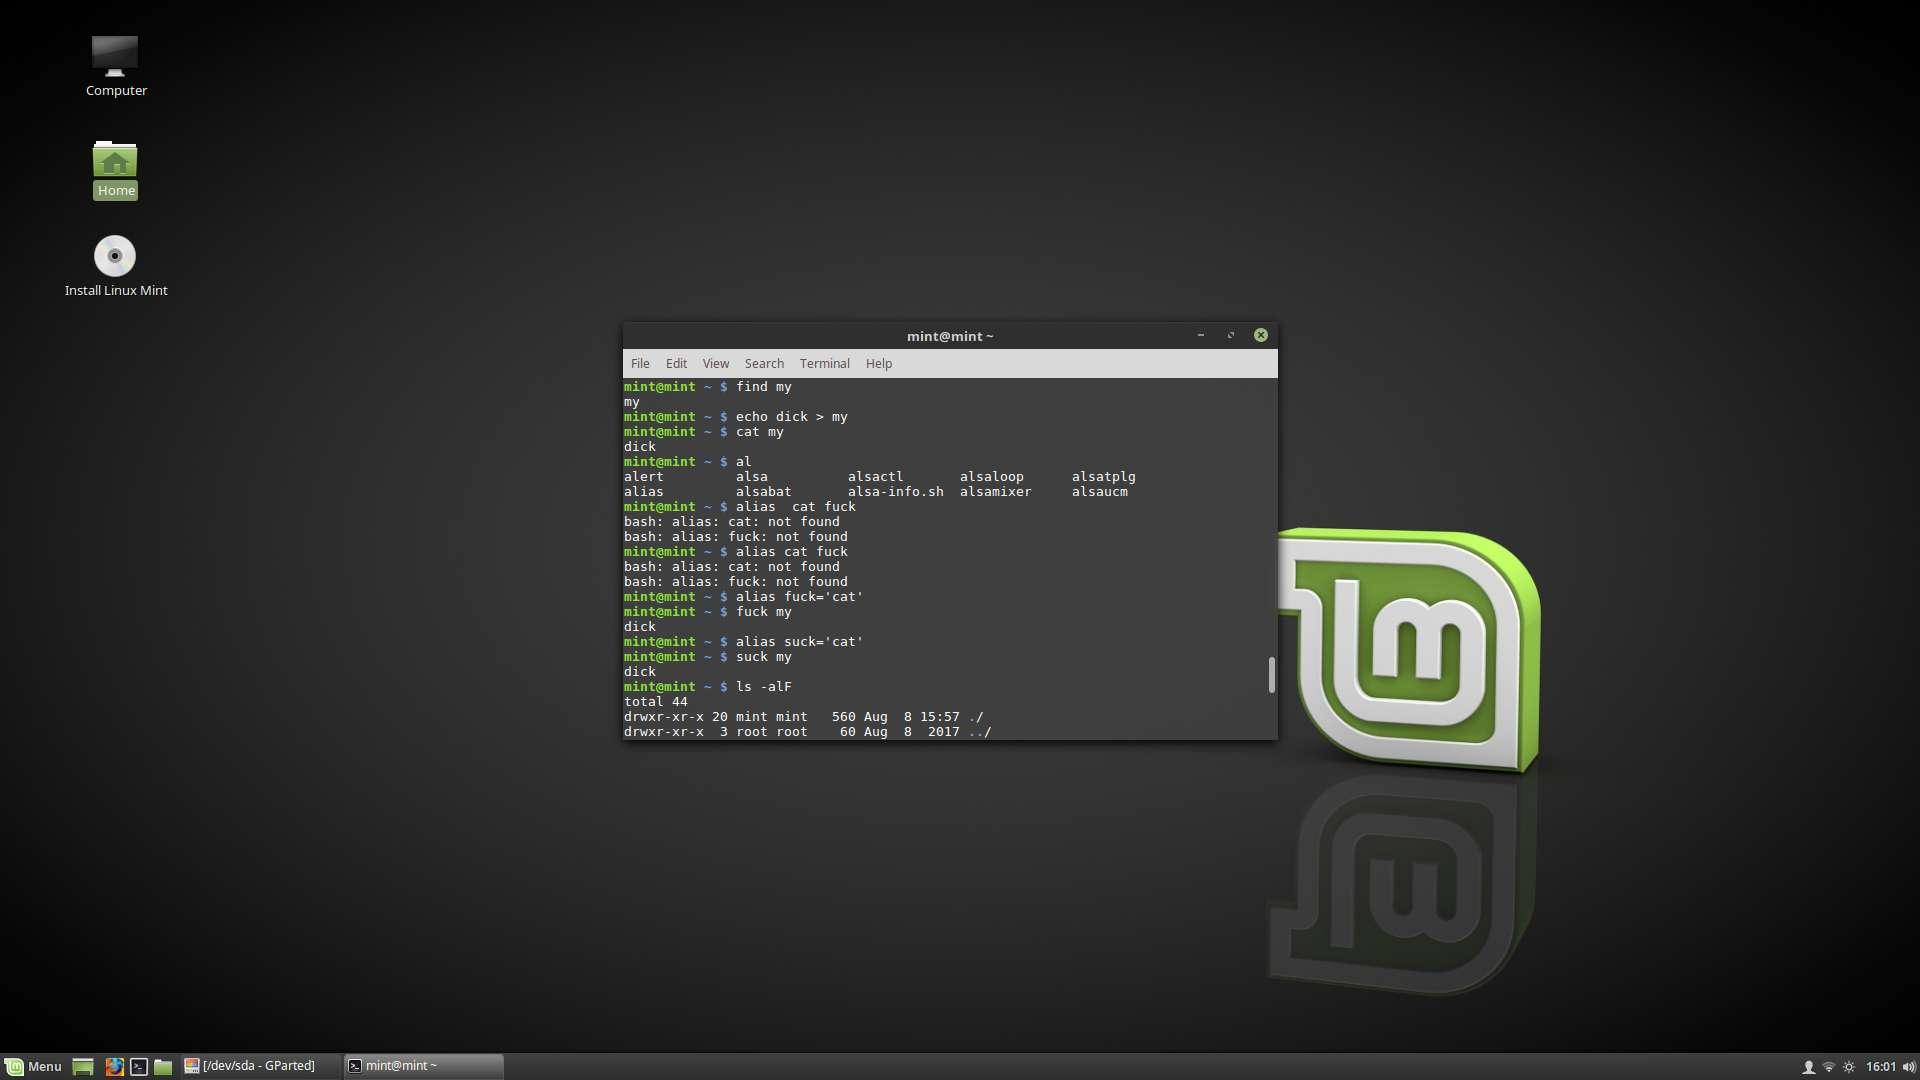 Computer
Home
Install Linux Mint
mint@mint ~
File Edit View Search Terminal Help
mint@mint ~ $ find my
my
mint@mint ~ $ echo dick > my
mint@mint ~ $ cat my
dick
mint@mint ~ $ al
alert         alsa          alsactl       alsaloop      alsatplg
alias         alsabat       alsa-info.sh  alsamixer     alsaucm
mint@mint ~ $ alias  cat fuck
bash: alias: cat: not found
bash: alias: fuck: not found
mint@mint ~ $ alias cat fuck
bash: alias: cat: not found
bash: alias: fuck: not found
mint@mint ~ $ alias fuck='cat'
mint@mint ~ $ fuck my
dick
mint@mint ~ $ alias suck='cat'
mint@mint ~ $ suck my
dick
mint@mint ~ $ ls -alF
total 44
drwxr-xr-x 20 mint mint   560 Aug  8 15:57 ./
drwxr-xr-x  3 root root    60 Aug  8  2017 ../
Menu [/dev/sda - GParted] mint@mint ~ 16:01